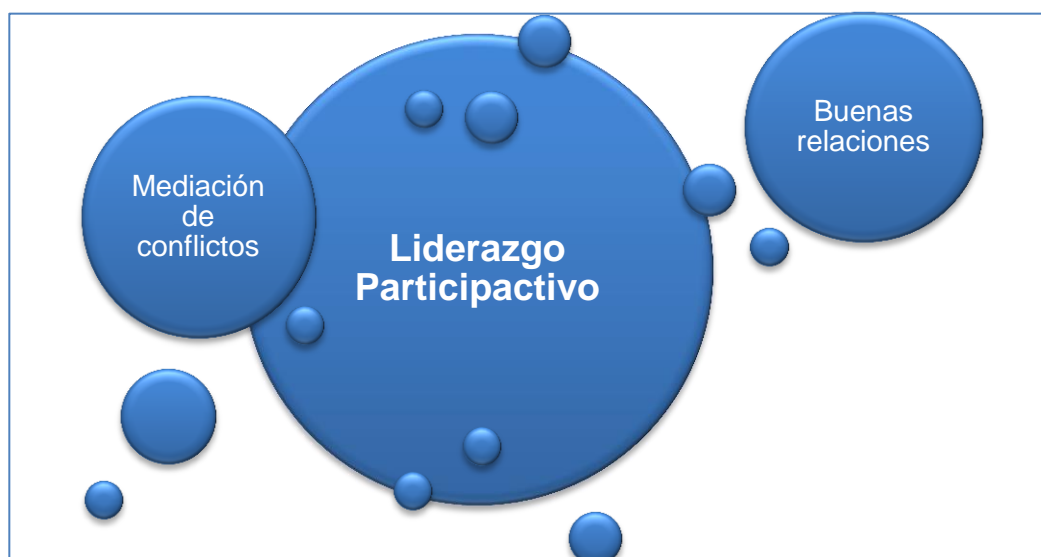 Mediación
de
conflictos
Liderazgo
Participactivo
Buenas
relaciones